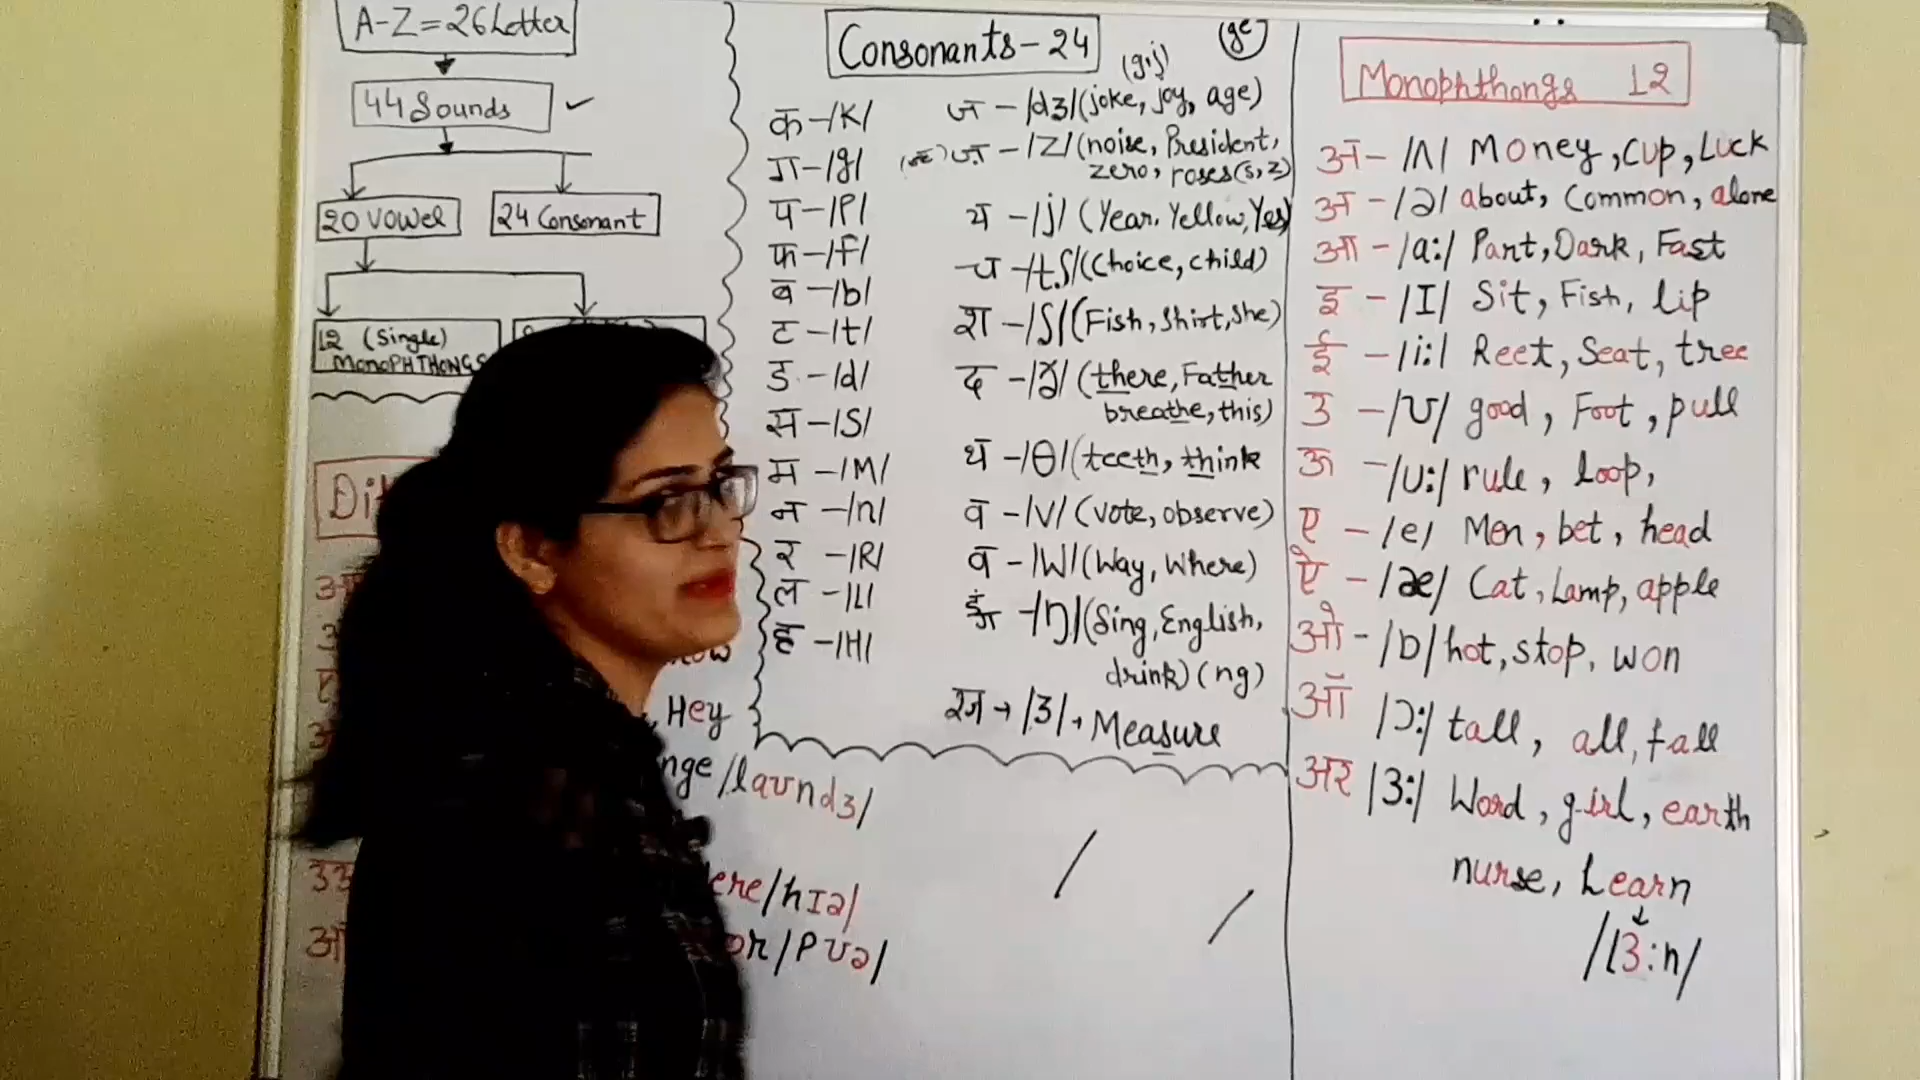 A-Z=26 Letter
44 Sounds ✓
20 Vowel
24 Consonant
12 (Single)
MONOPHTHONGS
Hey
nge /laʊndʒ/
ere/hɪə/
or/Pʊə/
Consonants-24
(g,j)
(ge)
क -/K/
ग -/g/
प -/P/
फ -/f/
ब -/b/
ट -/t/
ड -/d/
स -/S/
म -/M/
न -/n/
र -/R/
ल -/L/
ह -/H/
ज -/dʒ/(joke, joy, age)
ज़ -/Z/(noise, President,
zero, roses(s,z)
य -/j/ (Year, Yellow, Yes)
च -/tʃ/(Choice, child)
श -/ʃ/(Fish, Shirt, She)
द -/ð/ (there, Father
breathe, this)
थ -/θ/(teeth, think
व -/v/ (vote, observe)
व -/W/(Way, Where)
-/ŋ/(Sing, English,
drink)(ng)
→ /ʒ/→ Measure
Monophthongs 12
अ -/ʌ/ Money, Cup, Luck
अ -/ə/ about, Common, alone
आ -/a:/ Part, Dark, Fast
इ -/I/ Sit, Fish, lip
ई -/i:/ Reet, Seat, tree
उ -/ʊ/ good, Foot, pull
ऊ -/ʊ:/ rule, loop,
ए -/e/ Men, bet, head
ऐ -/æ/ Cat, Lamp, apple
ओ -/ɒ/ hot, stop, won
ऑ /ɔ:/ tall, all, fall
अर /3:/ Word, girl, earth
nurse, Learn
/l3:n/